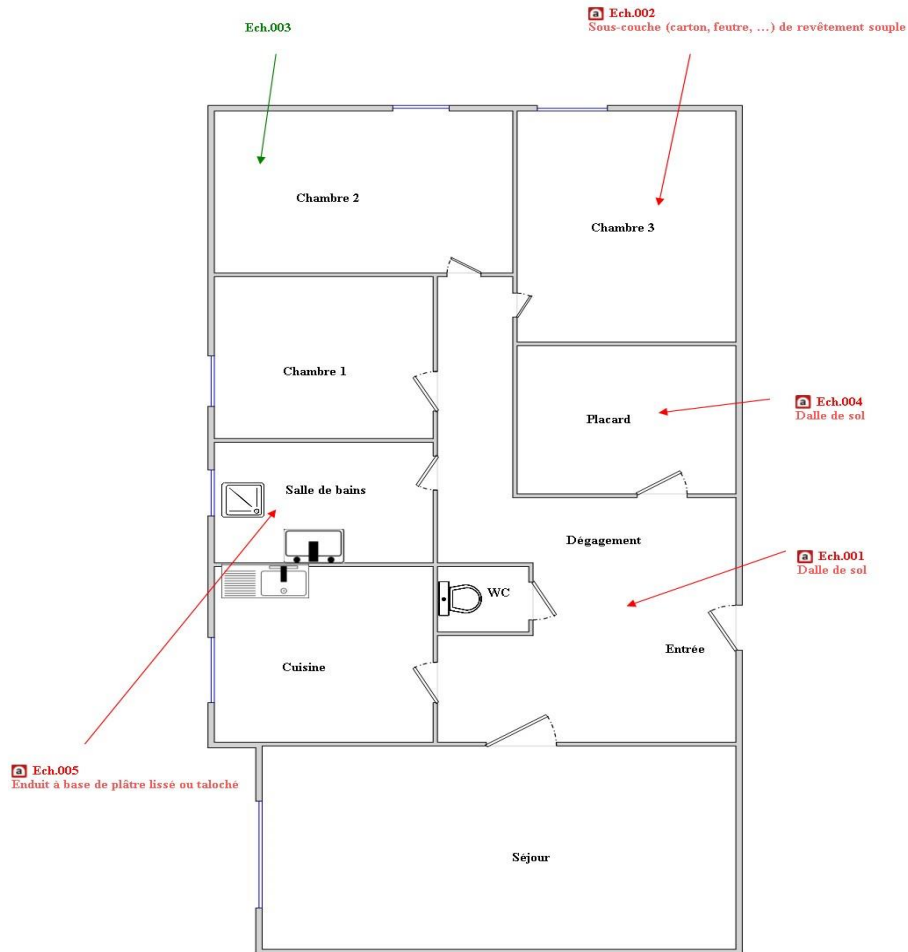 Ech.003
a Ech.002
Sous-couche (carton, feutre, ...) de revêtement souple
Chambre 2
Chambre 3
Chambre 1
a Ech.004
Dalle de sol
Placard
Salle de bains
Dégagement
a Ech.001
Dalle de sol
WC
Entrée
Cuisine
a Ech.005
Enduit à base de plâtre lissé ou taloché
Séjour